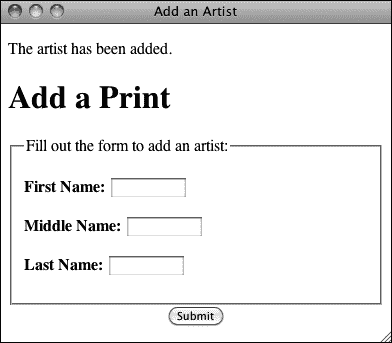 Add an Artist
The artist has been added.
Add a Print
Fill out the form to add an artist:
First Name:
Middle Name:
Last Name:
Submit